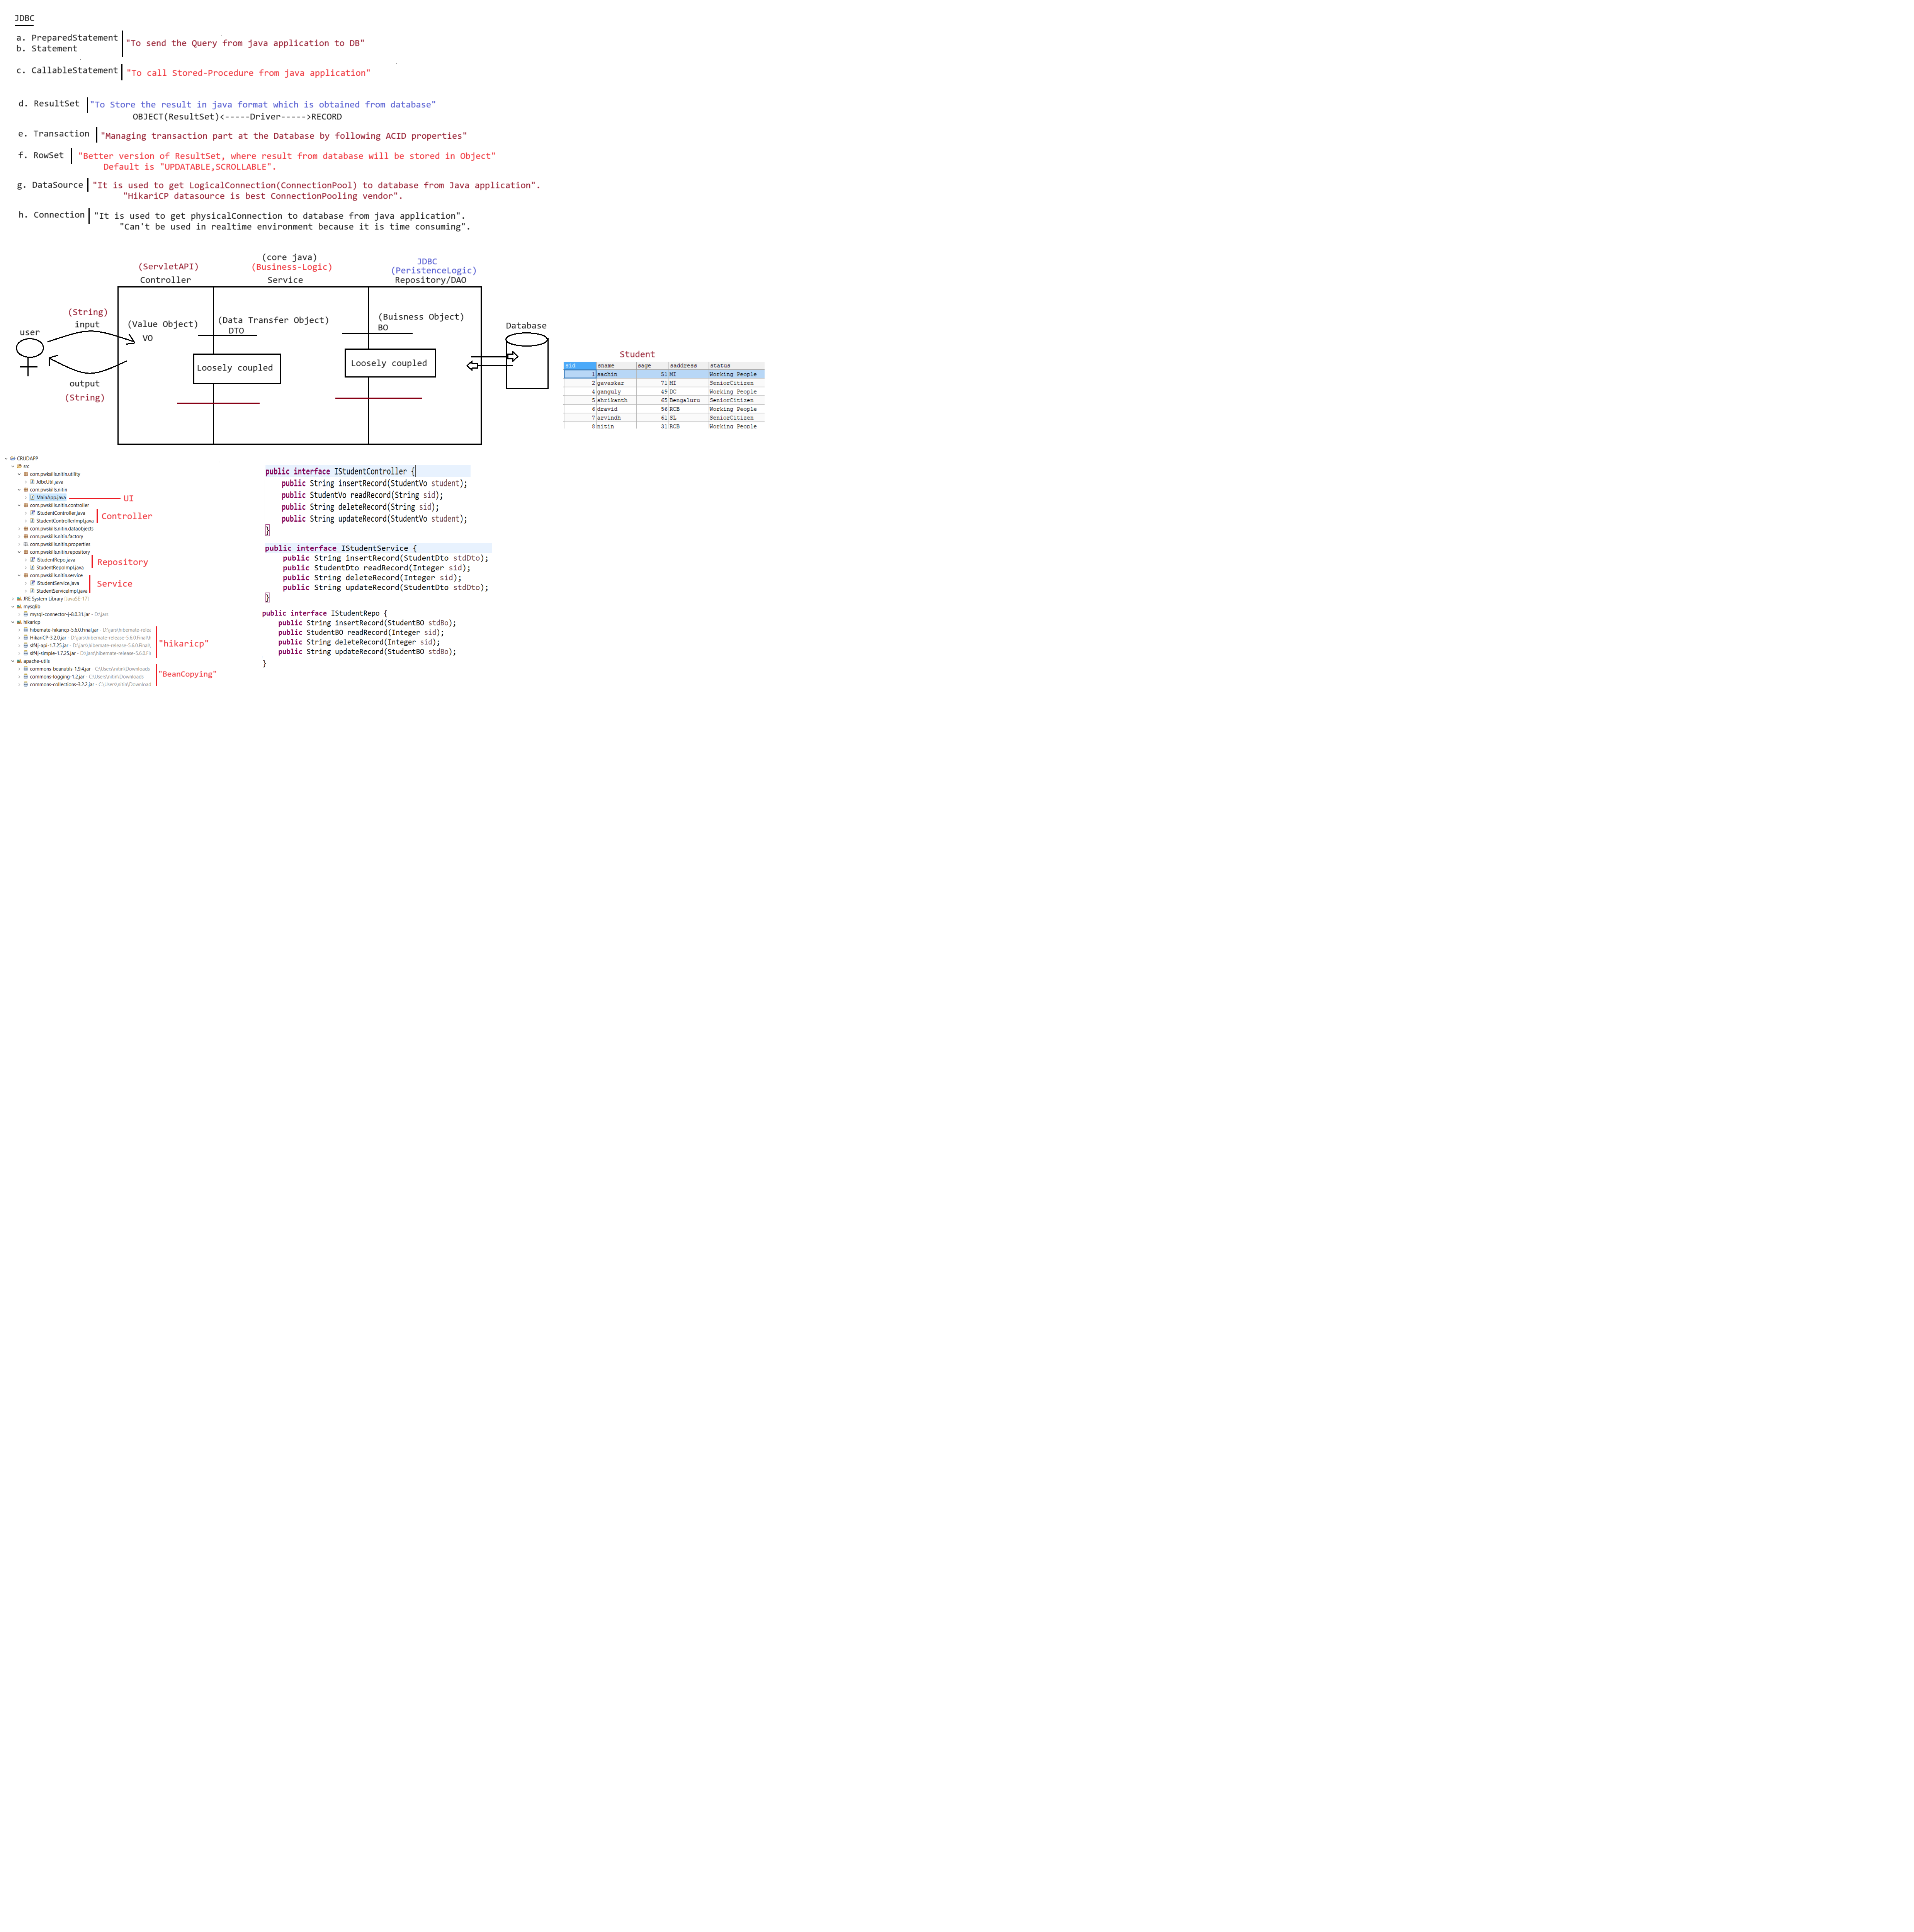 JDBC
a. PreparedStatement
b. Statement
"To send the Query from java application to DB"
c. CallableStatement
"To call Stored-Procedure from java application"
d. ResultSet
"To Store the result in java format which is obtained from database"
OBJECT(ResultSet)<-----Driver----->RECORD
e. Transaction
"Managing transaction part at the Database by following ACID properties"
f. RowSet
"Better version of ResultSet, where result from database will be stored in Object"
Default is "UPDATABLE,SCROLLABLE".
g. DataSource
"It is used to get LogicalConnection(ConnectionPool) to database from Java application".
"HikariCP datasource is best ConnectionPooling vendor".
h. Connection
"It is used to get physicalConnection to database from java application".
"Can't be used in realtime environment because it is time consuming".
(ServletAPI)
Controller
(core java)
(Business-Logic)
Service
JDBC
(PeristenceLogic)
Repository/DAO
user
(String)
input
output
(String)
(Value Object)
VO
(Data Transfer Object)
DTO
Loosely coupled
(Buisness Object)
BO
Loosely coupled
Database
Student
sid sname sage saddress status
1 sachin 51 MI Working People
2 gavaskar 71 MI SeniorCitizen
4 ganguly 49 DC Working People
5 shrikanth 65 Bengaluru SeniorCitizen
6 dravid 56 RCB Working People
7 arvindh 61 SL SeniorCitizen
8 nitin 31 RCB Working People
CRUDAPP
src
com.pwskills.nitin.utility
JdbcUtil.java
com.pwskills.nitin
MainApp.java
UI
com.pwskills.nitin.controller
IStudentController.java
StudentControllerImpl.java
Controller
com.pwskills.nitin.dataobjects
com.pwskills.nitin.factory
com.pwskills.nitin.properties
com.pwskills.nitin.repository
IStudentRepo.java
StudentRepoImpl.java
Repository
com.pwskills.nitin.service
IStudentService.java
StudentServiceImpl.java
Service
JRE System Library [JavaSE-17]
mysqlib
mysql-connector-j-8.0.31.jar - D:\jars
hikaricp
hibernate-hikaricp-5.6.0.Final.jar - D:\jars\hibernate-relea
HikariCP-3.2.0.jar - D:\jars\hibernate-release-5.6.0.Final\li
slf4j-api-1.7.25.jar - D:\jars\hibernate-release-5.6.0.Final\
slf4j-simple-1.7.25.jar - D:\jars\hibernate-release-5.6.0.Fin
"hikaricp"
apache-utils
commons-beanutils-1.9.4.jar - C:\Users\nitin\Downloads
commons-logging-1.2.jar - C:\Users\nitin\Downloads
commons-collections-3.2.2.jar - C:\Users\nitin\Download
"BeanCopying"
public interface IStudentController {
public String insertRecord(StudentVo student);
public StudentVo readRecord(String sid);
public String deleteRecord(String sid);
public String updateRecord(StudentVo student);
}
public interface IStudentService {
public String insertRecord(StudentDto stdDto);
public StudentDto readRecord(Integer sid);
public String deleteRecord(Integer sid);
public String updateRecord(StudentDto stdDto);
}
public interface IStudentRepo {
public String insertRecord(StudentBO stdBo);
public StudentBO readRecord(Integer sid);
public String deleteRecord(Integer sid);
public String updateRecord(StudentBO stdBo);
}